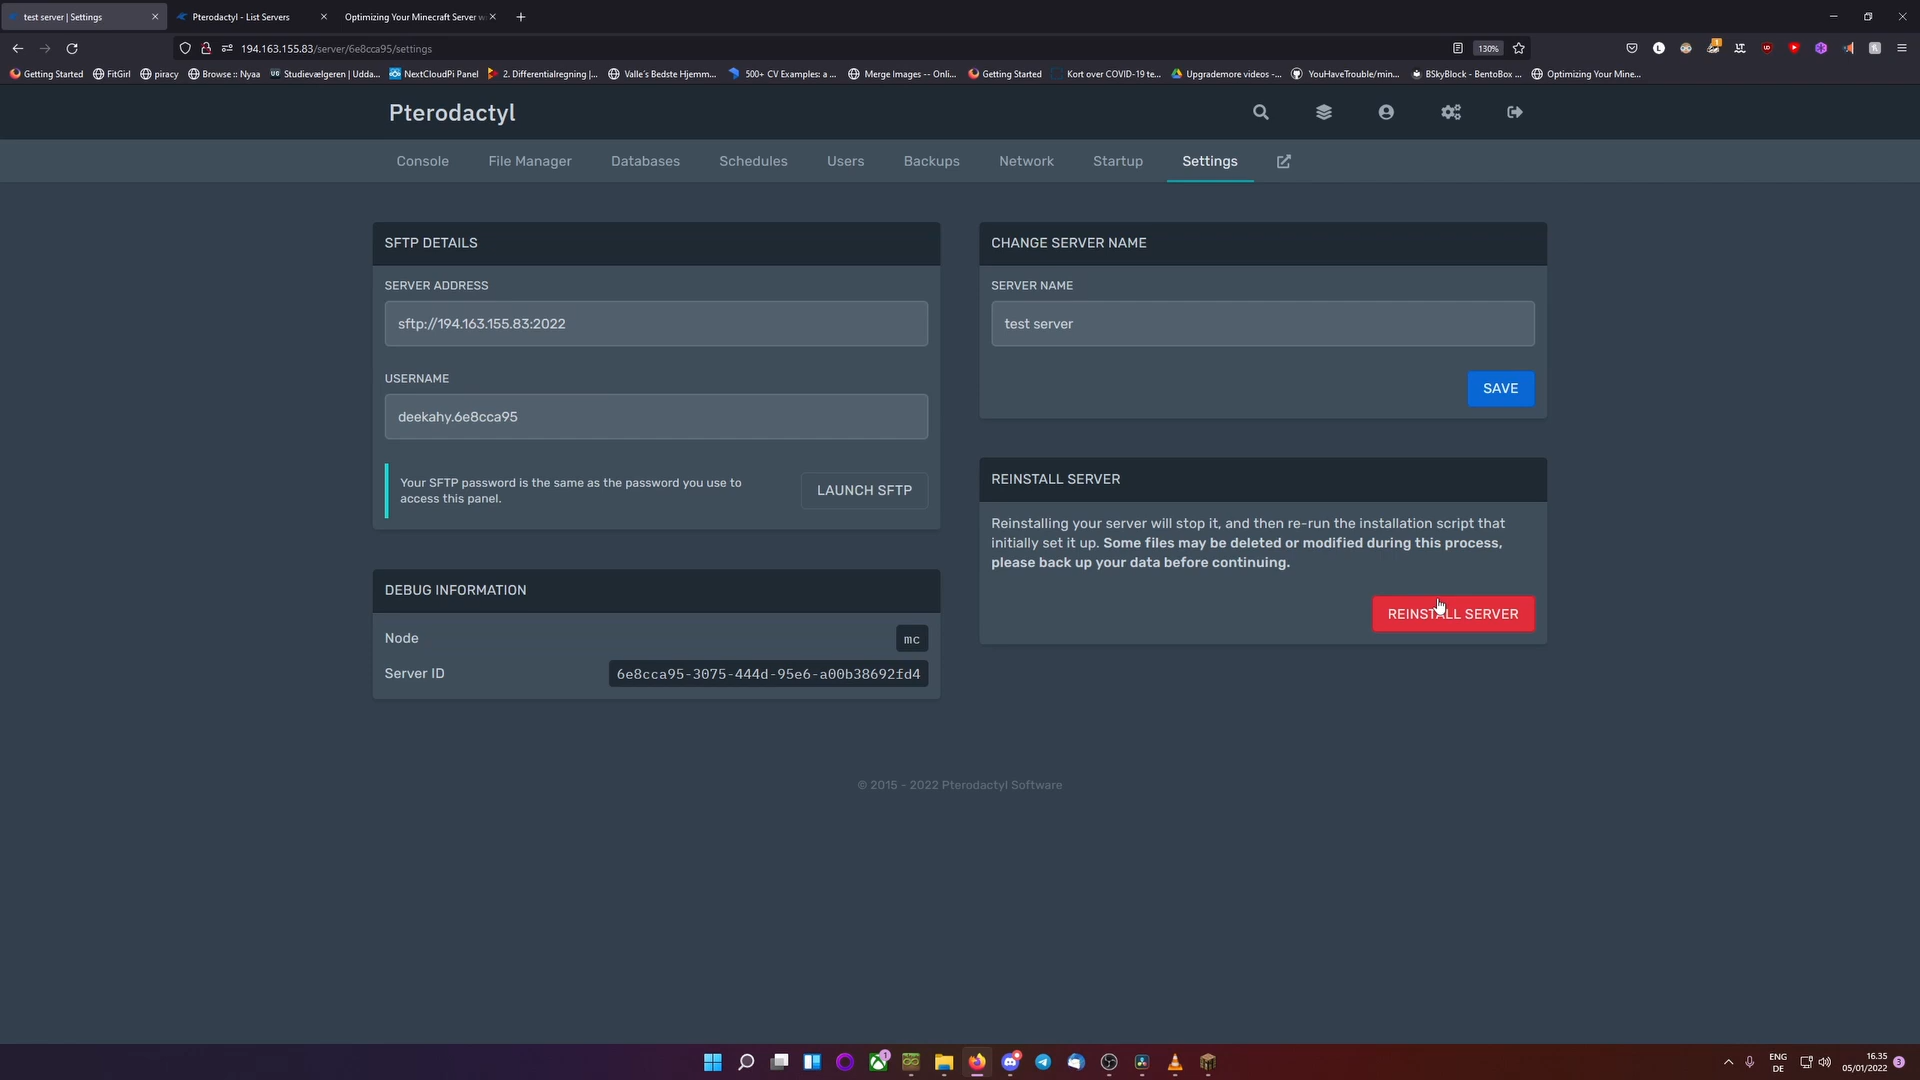 test server | Settings
Pterodactyl - List Servers
Optimizing Your Minecraft Server w
194.163.155.83/server/6e8cca95/settings
130%
Getting Started
FitGirl
piracy
Browse :: Nyaa
Studievælgeren | Udda...
NextCloudPi Panel
2. Differentialregning |...
Valle's Bedste Hjemm...
500+ CV Examples: a ...
Merge Images -- Onli...
Getting Started
Kort over COVID-19 te...
Upgrademore videos -...
YouHaveTrouble/min...
BSkyBlock - BentoBox ...
Optimizing Your Mine...
Pterodactyl
Console
File Manager
Databases
Schedules
Users
Backups
Network
Startup
Settings
SFTP DETAILS
SERVER ADDRESS
sftp://194.163.155.83:2022
USERNAME
deekahy.6e8cca95
Your SFTP password is the same as the password you use to
access this panel.
LAUNCH SFTP
DEBUG INFORMATION
Node
mc
Server ID
6e8cca95-3075-444d-95e6-a00b38692fd4
CHANGE SERVER NAME
SERVER NAME
test server
SAVE
REINSTALL SERVER
Reinstalling your server will stop it, and then re-run the installation script that
initially set it up. Some files may be deleted or modified during this process,
please back up your data before continuing.
REINSTALL SERVER
© 2015 - 2022 Pterodactyl Software
ENG
DE
16.35
05/01/2022
3